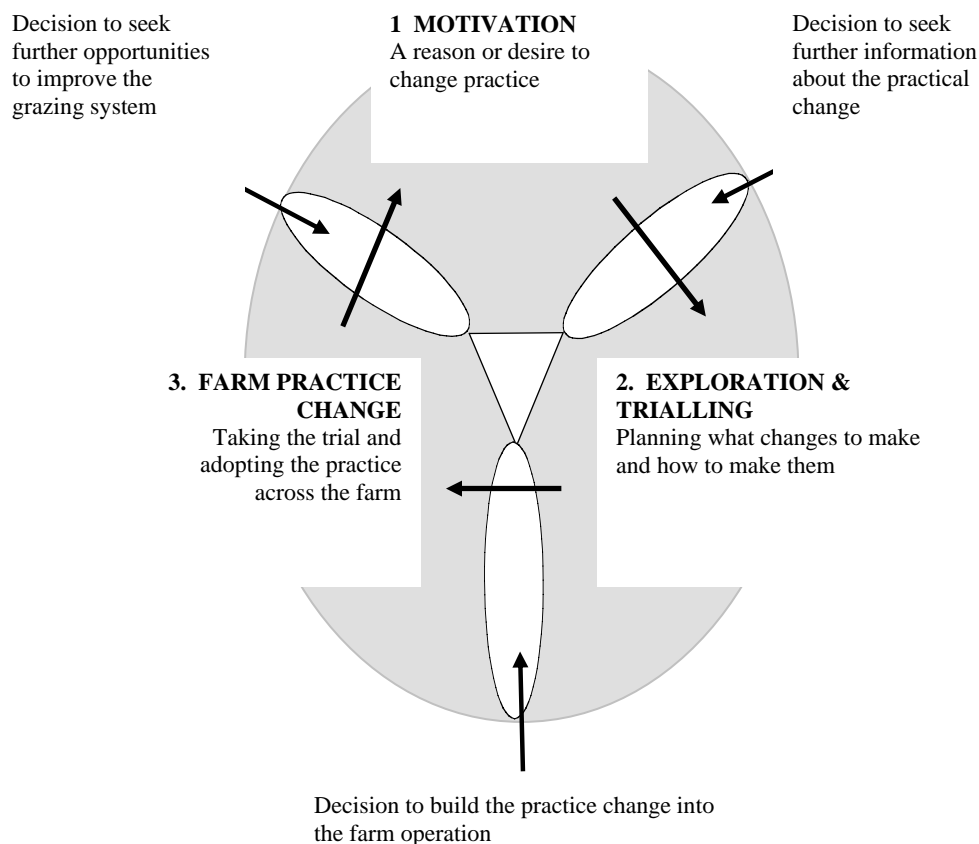 Decision to seek
further opportunities
to improve the
grazing system
1 MOTIVATION
A reason or desire to
change practice
Decision to seek
further information
about the practical
change
3. FARM PRACTICE
CHANGE
Taking the trial and
adopting the practice
across the farm
2. EXPLORATION &
TRIALLING
Planning what changes to make
and how to make them
Decision to build the practice change into
the farm operation